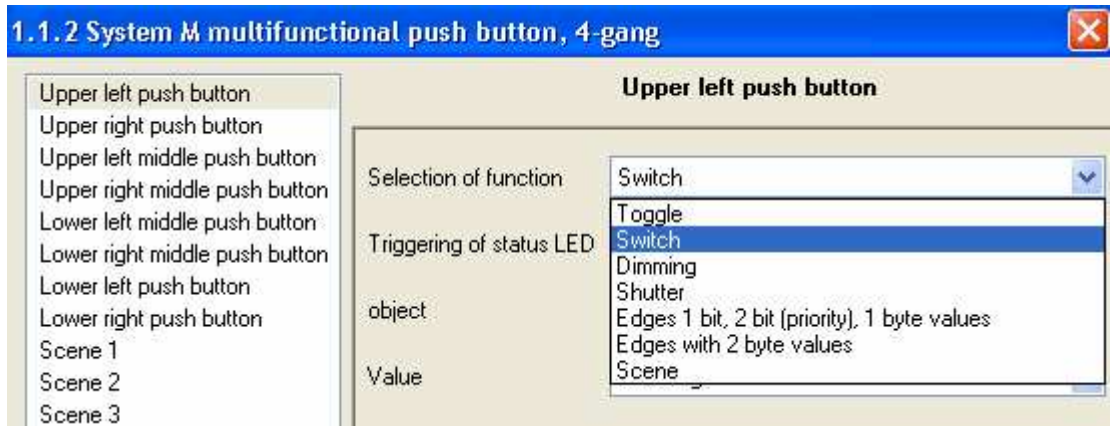 1.1.2 System M multifunctional push button, 4-gang
Upper left push button
Upper right push button
Upper left middle push button
Upper right middle push button
Lower left middle push button
Lower right middle push button
Lower left push button
Lower right push button
Scene 1
Scene 2
Scene 3
Upper left push button
Selection of function
Switch
Toggle
Switch
Dimming
Shutter
Edges 1 bit, 2 bit (priority), 1 byte values
Edges with 2 byte values
Scene
Triggering of status LED
object
Value